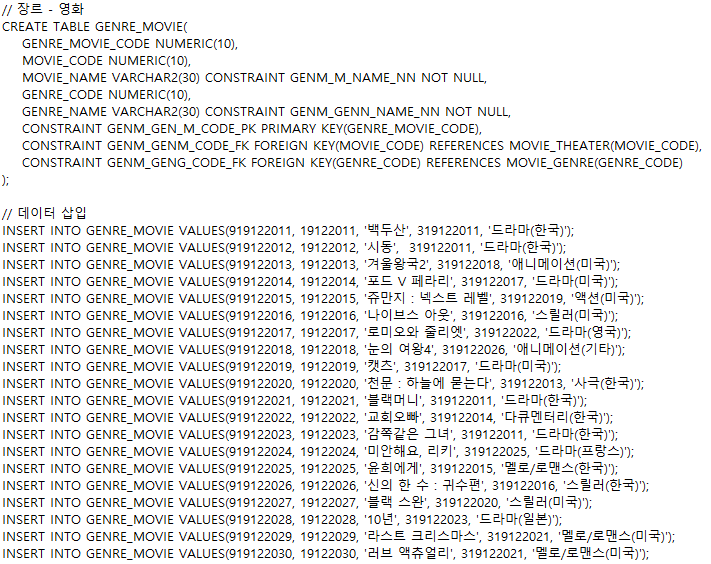 // 장르 - 영화
CREATE TABLE GENRE_MOVIE(
GENRE_MOVIE_CODE NUMERIC(10),
MOVIE_CODE NUMERIC(10),
MOVIE_NAME VARCHAR2(30) CONSTRAINT GENM_M_NAME_NN NOT NULL,
GENRE_CODE NUMERIC(10),
GENRE_NAME VARCHAR2(30) CONSTRAINT GENM_GENN_NAME_NN NOT NULL,
CONSTRAINT GENM_GEN_M_CODE_PK PRIMARY KEY(GENRE_MOVIE_CODE),
CONSTRAINT GENM_GENM_CODE_FK FOREIGN KEY(MOVIE_CODE) REFERENCES MOVIE_THEATER(MOVIE_CODE),
CONSTRAINT GENM_GENG_CODE_FK FOREIGN KEY(GENRE_CODE) REFERENCES MOVIE_GENRE(GENRE_CODE)
);
// 데이터 삽입
INSERT INTO GENRE_MOVIE VALUES(919122011, 19122011, '백두산', 319122011, '드라마(한국)');
INSERT INTO GENRE_MOVIE VALUES(919122012, 19122012, '시동', 319122011, '드라마(한국)');
INSERT INTO GENRE_MOVIE VALUES(919122013, 19122013, '겨울왕국2', 319122018, '애니메이션(미국)');
INSERT INTO GENRE_MOVIE VALUES(919122014, 19122014, '포드 V 페라리', 319122017, '드라마(미국)');
INSERT INTO GENRE_MOVIE VALUES(919122015, 19122015, '쥬만지 : 넥스트 레벨', 319122019, '액션(미국)');
INSERT INTO GENRE_MOVIE VALUES(919122016, 19122016, '나이브스 아웃', 319122016, '스릴러(미국)');
INSERT INTO GENRE_MOVIE VALUES(919122017, 19122017, '로미오와 줄리엣', 319122022, '드라마(영국)');
INSERT INTO GENRE_MOVIE VALUES(919122018, 19122018, '눈의 여왕4', 319122026, '애니메이션(기타)');
INSERT INTO GENRE_MOVIE VALUES(919122019, 19122019, '캣츠', 319122017, '드라마(미국)');
INSERT INTO GENRE_MOVIE VALUES(919122020, 19122020, '천문 : 하늘에 묻는다', 319122013, '사극(한국)');
INSERT INTO GENRE_MOVIE VALUES(919122021, 19122021, '블랙머니', 319122011, '드라마(한국)');
INSERT INTO GENRE_MOVIE VALUES(919122022, 19122022, '교회오빠', 319122014, '다큐멘터리(한국)');
INSERT INTO GENRE_MOVIE VALUES(919122023, 19122023, '감쪽같은 그녀', 319122011, '드라마(한국)');
INSERT INTO GENRE_MOVIE VALUES(919122024, 19122024, '미안해요, 리키', 319122025, '드라마(프랑스)');
INSERT INTO GENRE_MOVIE VALUES(919122025, 19122025, '윤희에게', 319122015, '멜로/로맨스(한국)');
INSERT INTO GENRE_MOVIE VALUES(919122026, 19122026, '신의 한 수 : 귀수편', 319122016, '스릴러(한국)');
INSERT INTO GENRE_MOVIE VALUES(919122027, 19122027, '블랙 스완', 319122020, '스릴러(미국)');
INSERT INTO GENRE_MOVIE VALUES(919122028, 19122028, '10년', 319122023, '드라마(일본)');
INSERT INTO GENRE_MOVIE VALUES(919122029, 19122029, '라스트 크리스마스', 319122021, '멜로/로맨스(미국)');
INSERT INTO GENRE_MOVIE VALUES(919122030, 19122030, '러브 액츄얼리', 319122021, '멜로/로맨스(미국)');